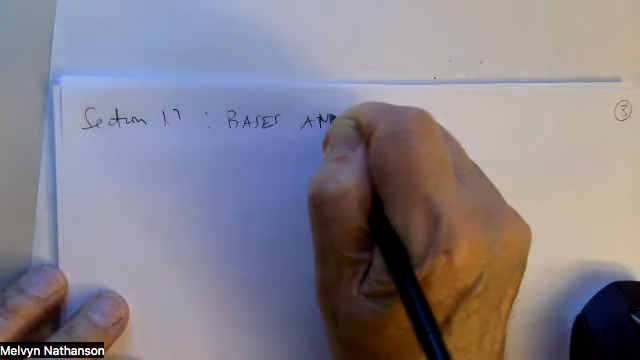 Section 1.7 : BASES AN
③
Melvyn Nathanson